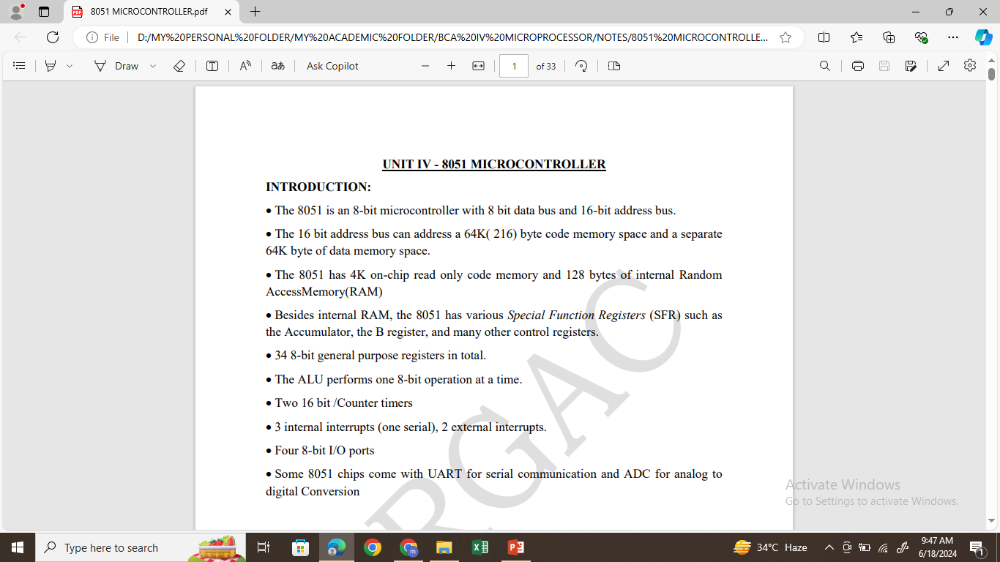 8051 MICROCONTROLLER.pdf
File
D:/MY%20PERSONAL%20FOLDER/MY%20ACADEMIC%20FOLDER/BCA%20IV%20MICROPROCESSOR/NOTES/8051%20MICROCONTROLLE...
Draw
Ask Copilot
1 of 33
UNIT IV - 8051 MICROCONTROLLER
INTRODUCTION:
• The 8051 is an 8-bit microcontroller with 8 bit data bus and 16-bit address bus.
• The 16 bit address bus can address a 64K( 216) byte code memory space and a separate
64K byte of data memory space.
• The 8051 has 4K on-chip read only code memory and 128 bytes of internal Random
AccessMemory(RAM)
• Besides internal RAM, the 8051 has various Special Function Registers (SFR) such as
the Accumulator, the B register, and many other control registers.
• 34 8-bit general purpose registers in total.
• The ALU performs one 8-bit operation at a time.
• Two 16 bit /Counter timers
• 3 internal interrupts (one serial), 2 external interrupts.
• Four 8-bit I/O ports
• Some 8051 chips come with UART for serial communication and ADC for analog to
digital Conversion
RGAC
Activate Windows
Go to Settings to activate Windows.
Type here to search
34°C Haze
9:47 AM
6/18/2024
1